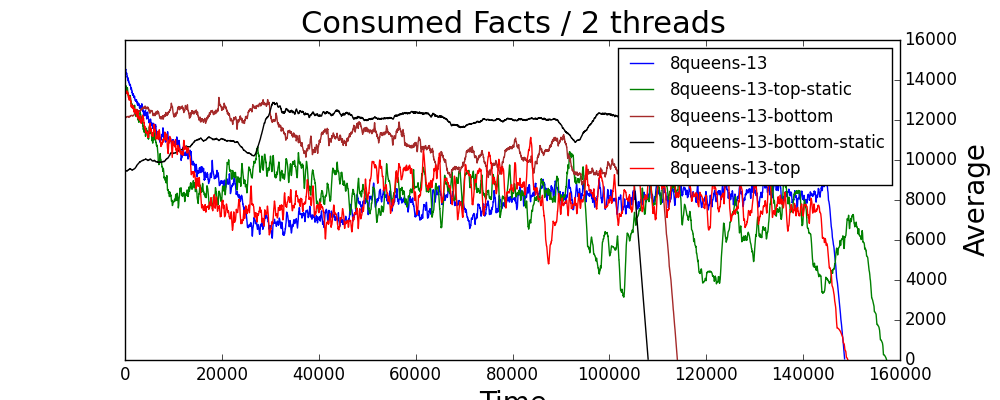 Consumed Facts / 2 threads
8queens-13
8queens-13-top-static
8queens-13-bottom
8queens-13-bottom-static
8queens-13-top
16000
14000
12000
10000
8000
6000
4000
2000
0
Average
0 20000 40000 60000 80000 100000 120000 140000 160000
Time